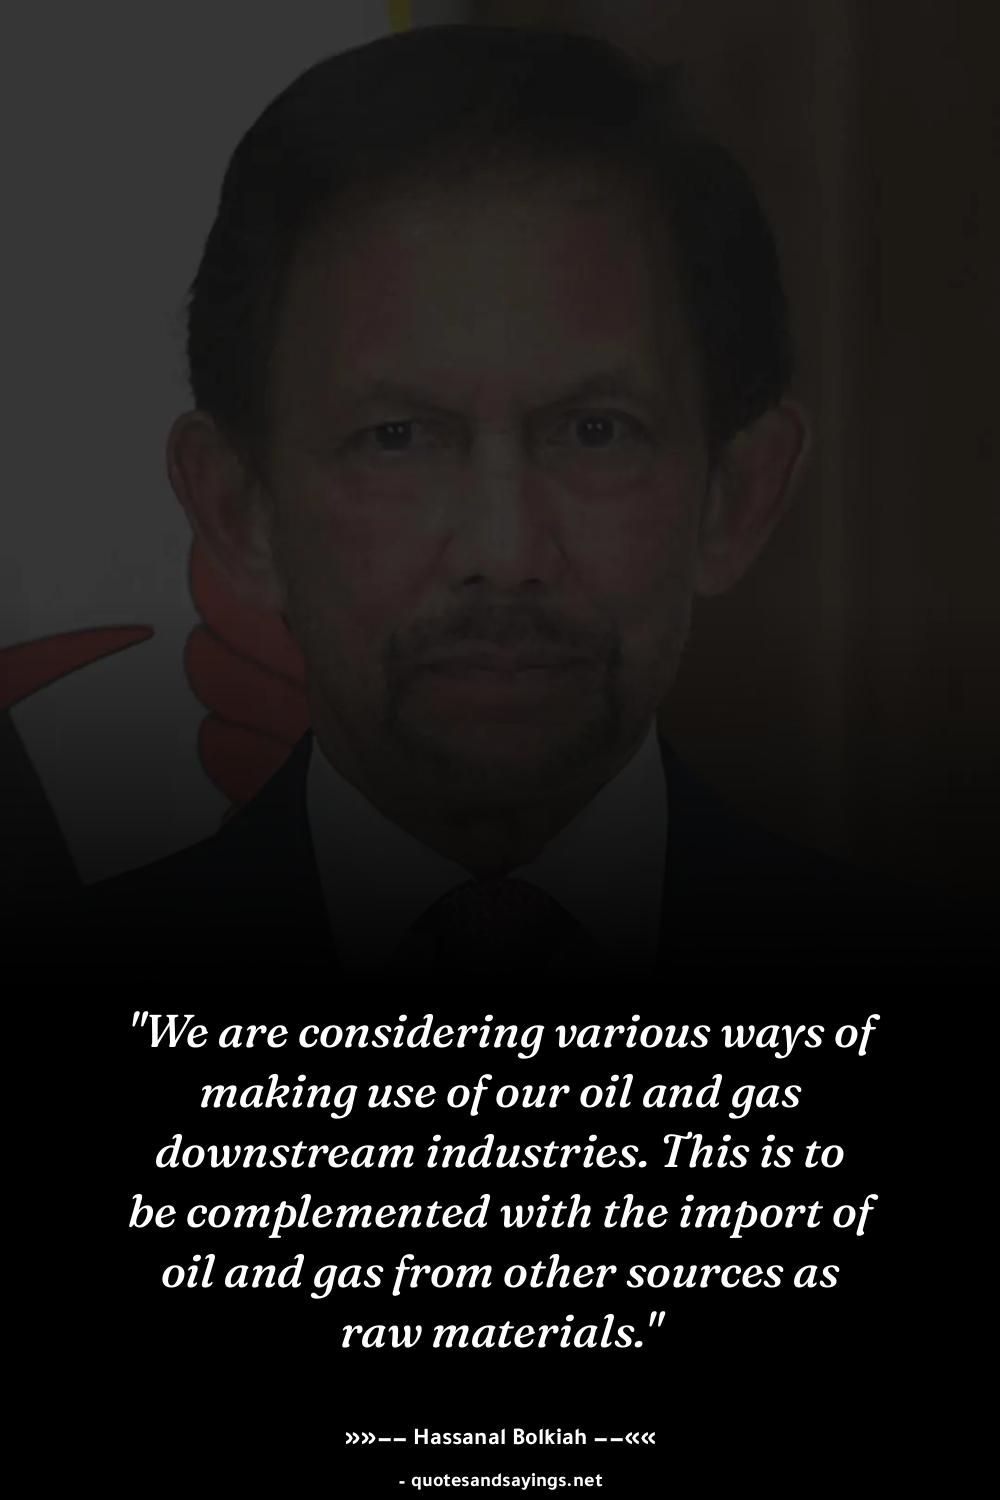 "We are considering various ways of
making use of our oil and gas
downstream industries. This is to
be complemented with the import of
oil and gas from other sources as
raw materials."
»»–– Hassanal Bolkiah ––««
- quotesandsayings.net